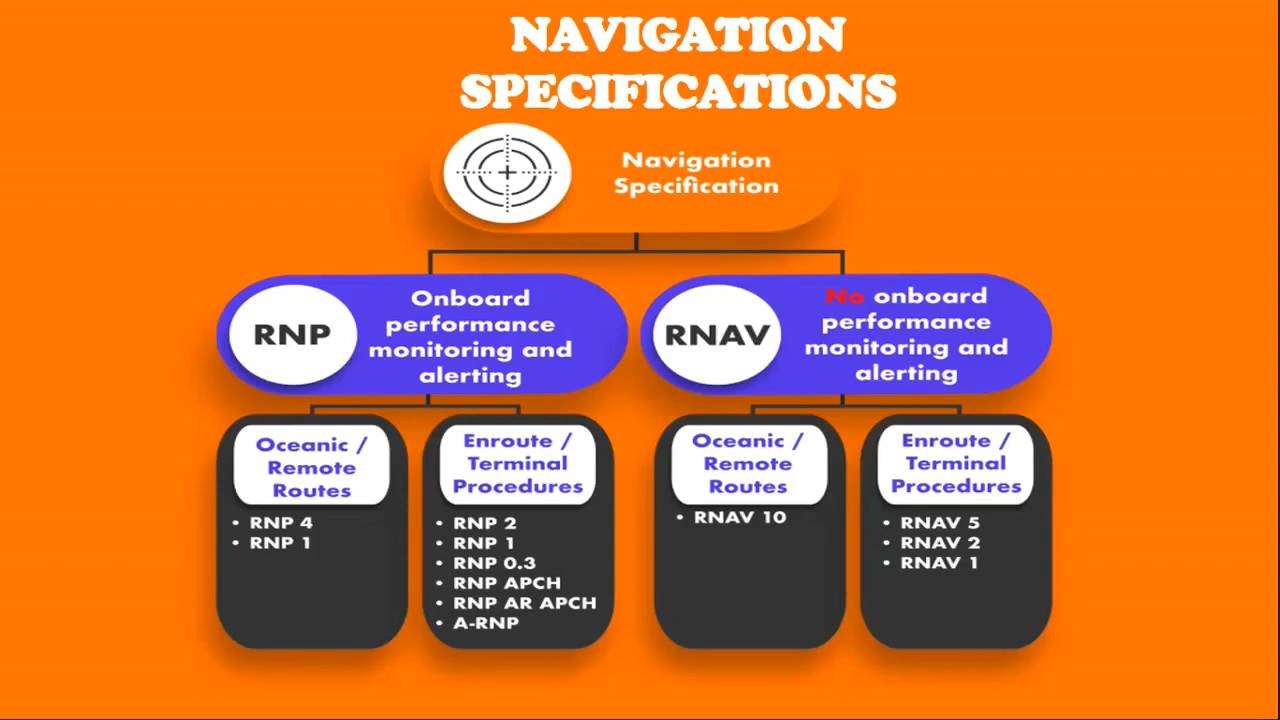 NAVIGATION
SPECIFICATIONS
Navigation
Specification
RNP
Onboard
performance
monitoring and
alerting
RNAV
No onboard
performance
monitoring and
alerting
Oceanic /
Remote
Routes
• RNP 4
• RNP 1
Enroute /
Terminal
Procedures
• RNP 2
• RNP 1
• RNP 0.3
• RNP APCH
• RNP AR APCH
• A-RNP
Oceanic /
Remote
Routes
• RNAV 10
Enroute /
Terminal
Procedures
• RNAV 5
• RNAV 2
• RNAV 1